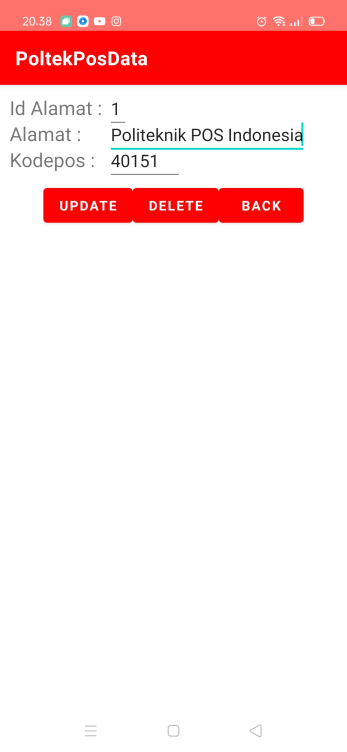 20.38
PoltekPosData
Id Alamat : 1
Alamat : Politeknik POS Indonesia
Kodepos : 40151
UPDATE DELETE BACK